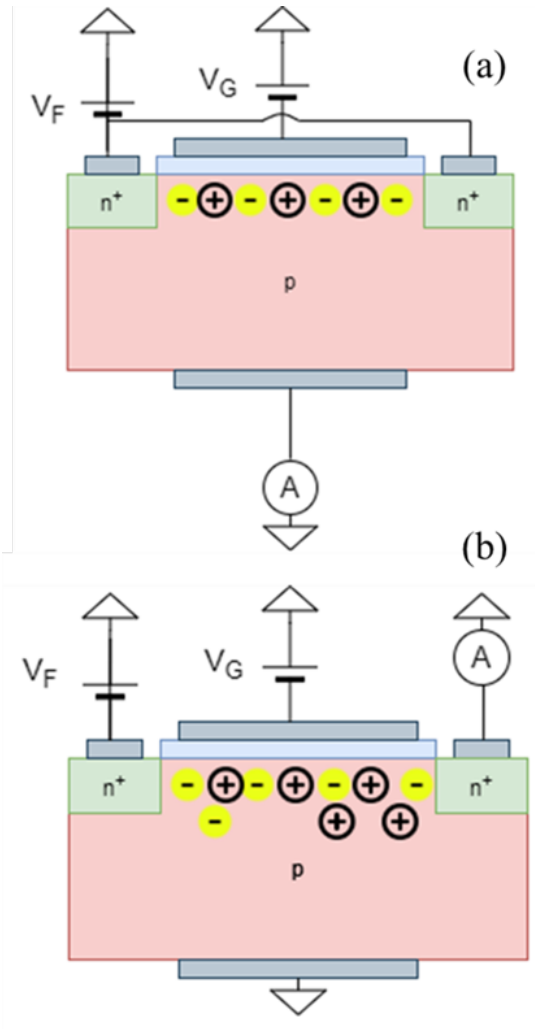 (a)
V_F
V_G
n⁺
- + - + - + -
n⁺
p
A
(b)
V_F
V_G
A
n⁺
- + - + - + -
n⁺
- + +
p